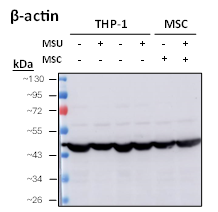 β-actin
THP-1 MSC
MSU - + - + - +
MSC - - - - + +
kDa
~130
~95
~72
~55
~43
~34
~26